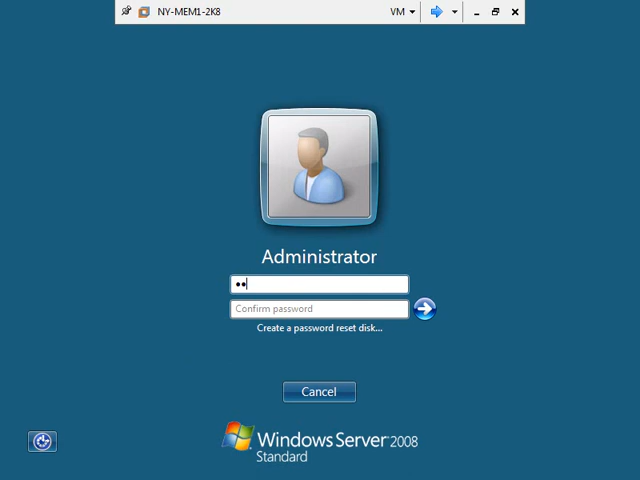 NY-MEM1-2K8 VM
Administrator
••
Confirm password
Create a password reset disk...
Cancel
Windows Server 2008
Standard